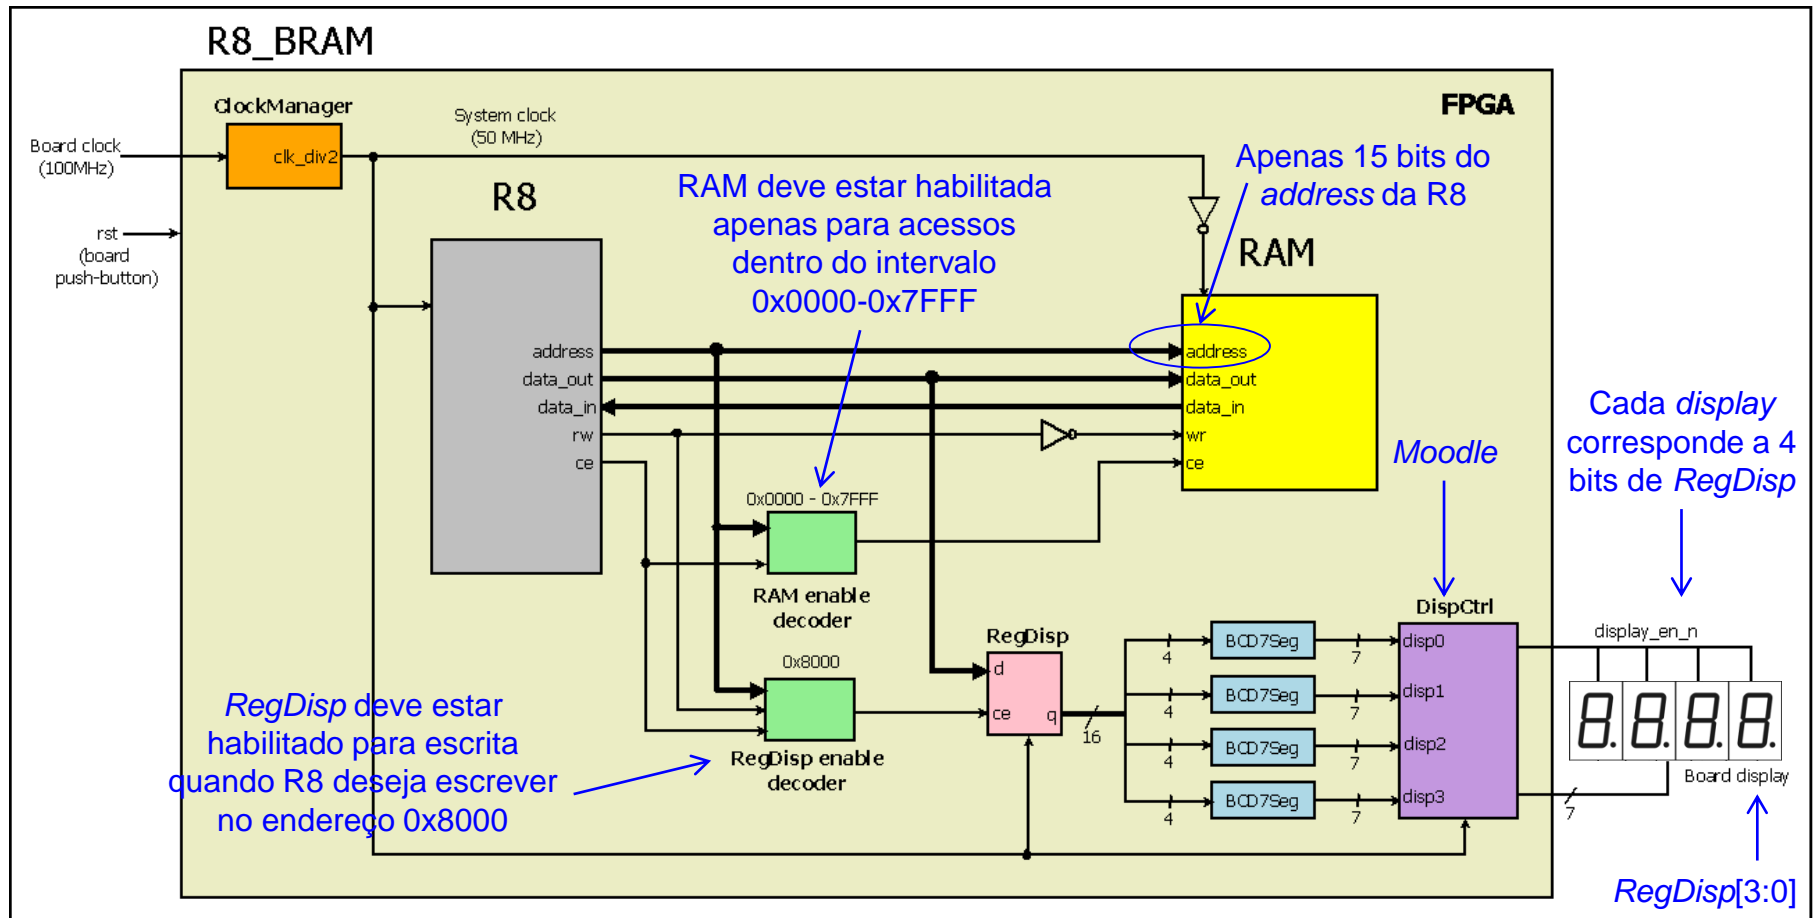 R8_BRAM
FPGA
ClockManager
clk_div2
Board clock
(100MHz)
System clock
(50 MHz)
rst
(board
push-button)
R8
address
data_out
data_in
rw
ce
RAM deve estar habilitada
apenas para acessos
dentro do intervalo
0x0000-0x7FFF
Apenas 15 bits do
address da R8
RAM
address
data_out
data_in
wr
ce
0x0000 - 0x7FFF
RAM enable
decoder
0x8000
RegDisp enable
decoder
RegDisp deve estar
habilitado para escrita
quando R8 deseja escrever
no endereço 0x8000
RegDisp
d
ce
q
16
4
BCD7Seg
7
4
BCD7Seg
7
4
BCD7Seg
7
4
BCD7Seg
7
Moodle
DispCtrl
disp0
disp1
disp2
disp3
Cada display
corresponde a 4
bits de RegDisp
display_en_n
8.8.8.8.
Board display
7
RegDisp[3:0]